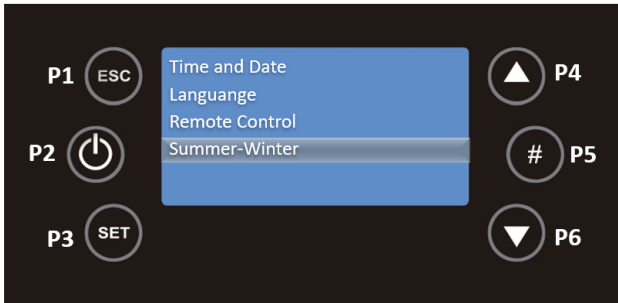 P1 ESC
Time and Date
Languange
Remote Control
Summer-Winter
P2
P3 SET
P4
# P5
P6